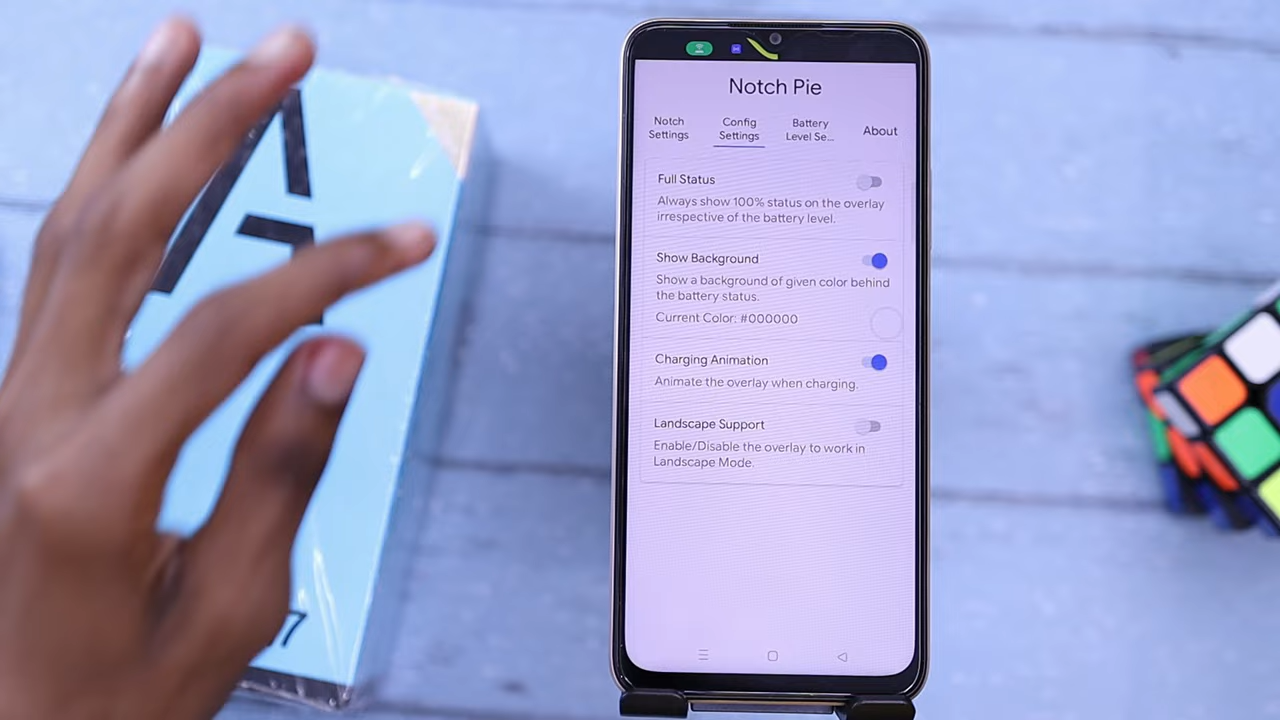 Notch Pie
Notch
Settings
Config
Settings
Battery
Level Se...
About
Full Status
Always show 100% status on the overlay
irrespective of the battery level.
Show Background
Show a background of given color behind
the battery status.
Current Color: #000000
Charging Animation
Animate the overlay when charging.
Landscape Support
Enable/Disable the overlay to work in
Landscape Mode.